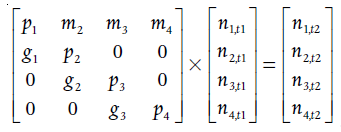 p₁ m₂ m₃ m₄ n₁,t1 n₁,t2
g₁ p₂ 0 0 n₂,t1 n₂,t2
0 g₂ p₃ 0 × n₃,t1 = n₃,t2
0 0 g₃ p₄ n₄,t1 n₄,t2